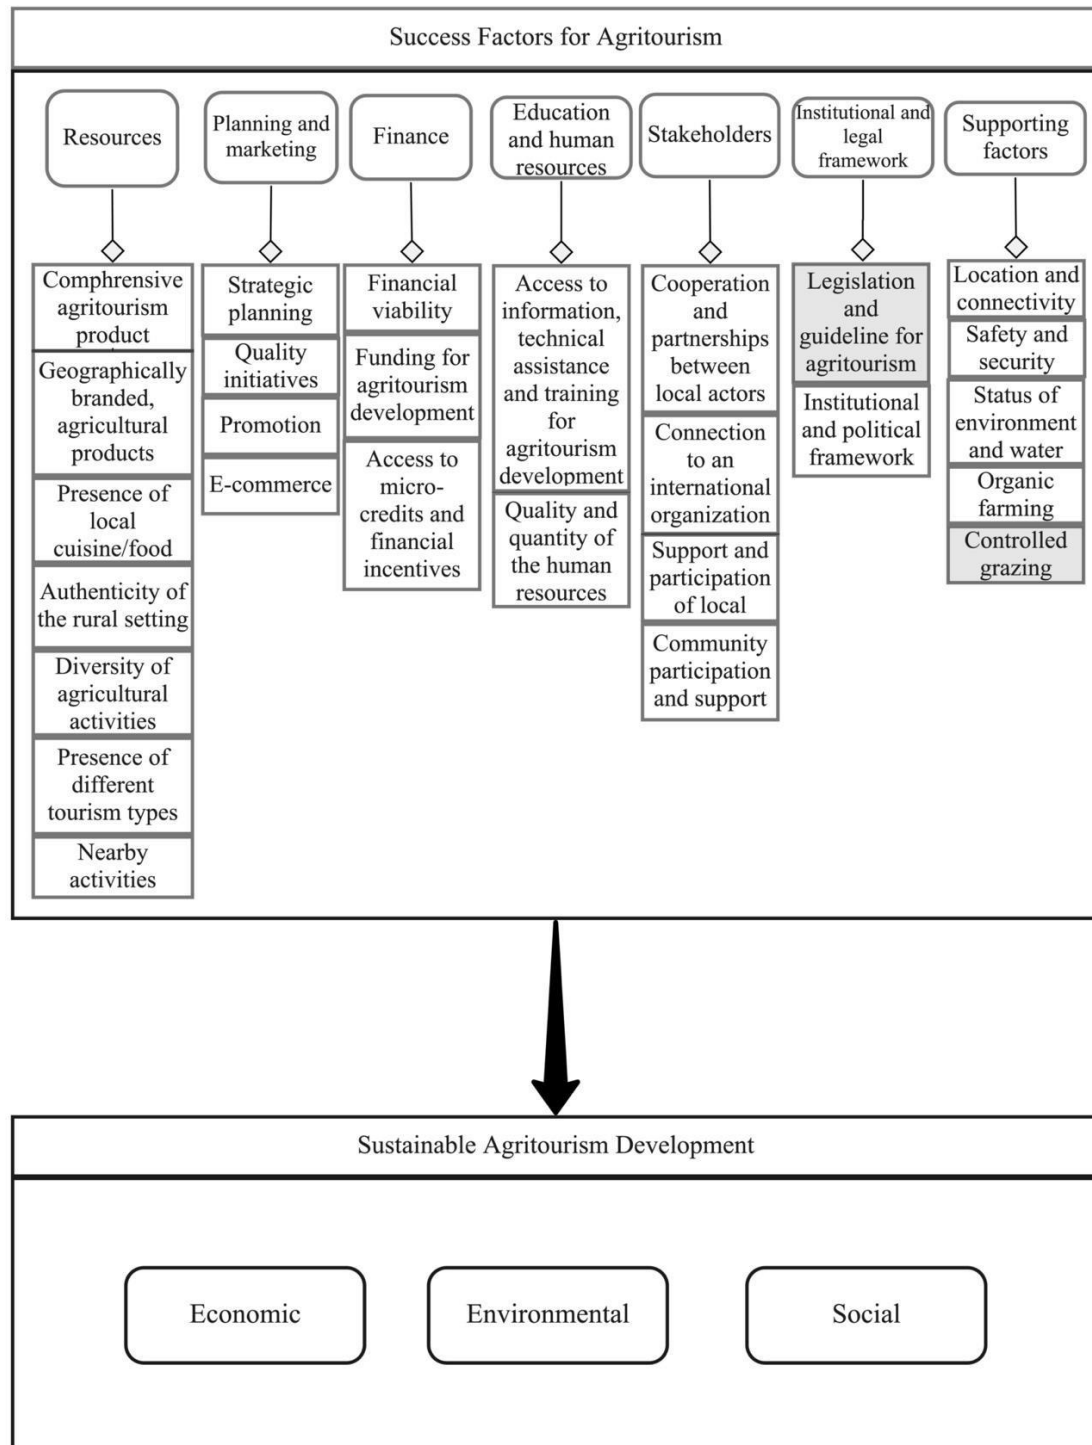 Success Factors for Agritourism
Resources
Planning and
marketing
Finance
Education
and human
resources
Stakeholders
Institutional and
legal
framework
Supporting
factors
Comphrensive
agritourism
product
Geographically
branded,
agricultural
products
Presence of
local
cuisine/food
Authenticity of
the rural setting
Diversity of
agricultural
activities
Presence of
different
tourism types
Nearby
activities
Strategic
planning
Quality
initiatives
Promotion
E-commerce
Financial
viability
Funding for
agritourism
development
Access to
micro-
credits and
financial
incentives
Access to
information,
technical
assistance
and training
for
agritourism
development
Quality and
quantity of
the human
resources
Cooperation
and
partnerships
between
local actors
Connection
to an
international
organization
Support and
participation
of local
Community
participation
and support
Legislation
and
guideline for
agritourism
Institutional
and political
framework
Location and
connectivity
Safety and
security
Status of
environment
and water
Organic
farming
Controlled
grazing
Sustainable Agritourism Development
Economic
Environmental
Social